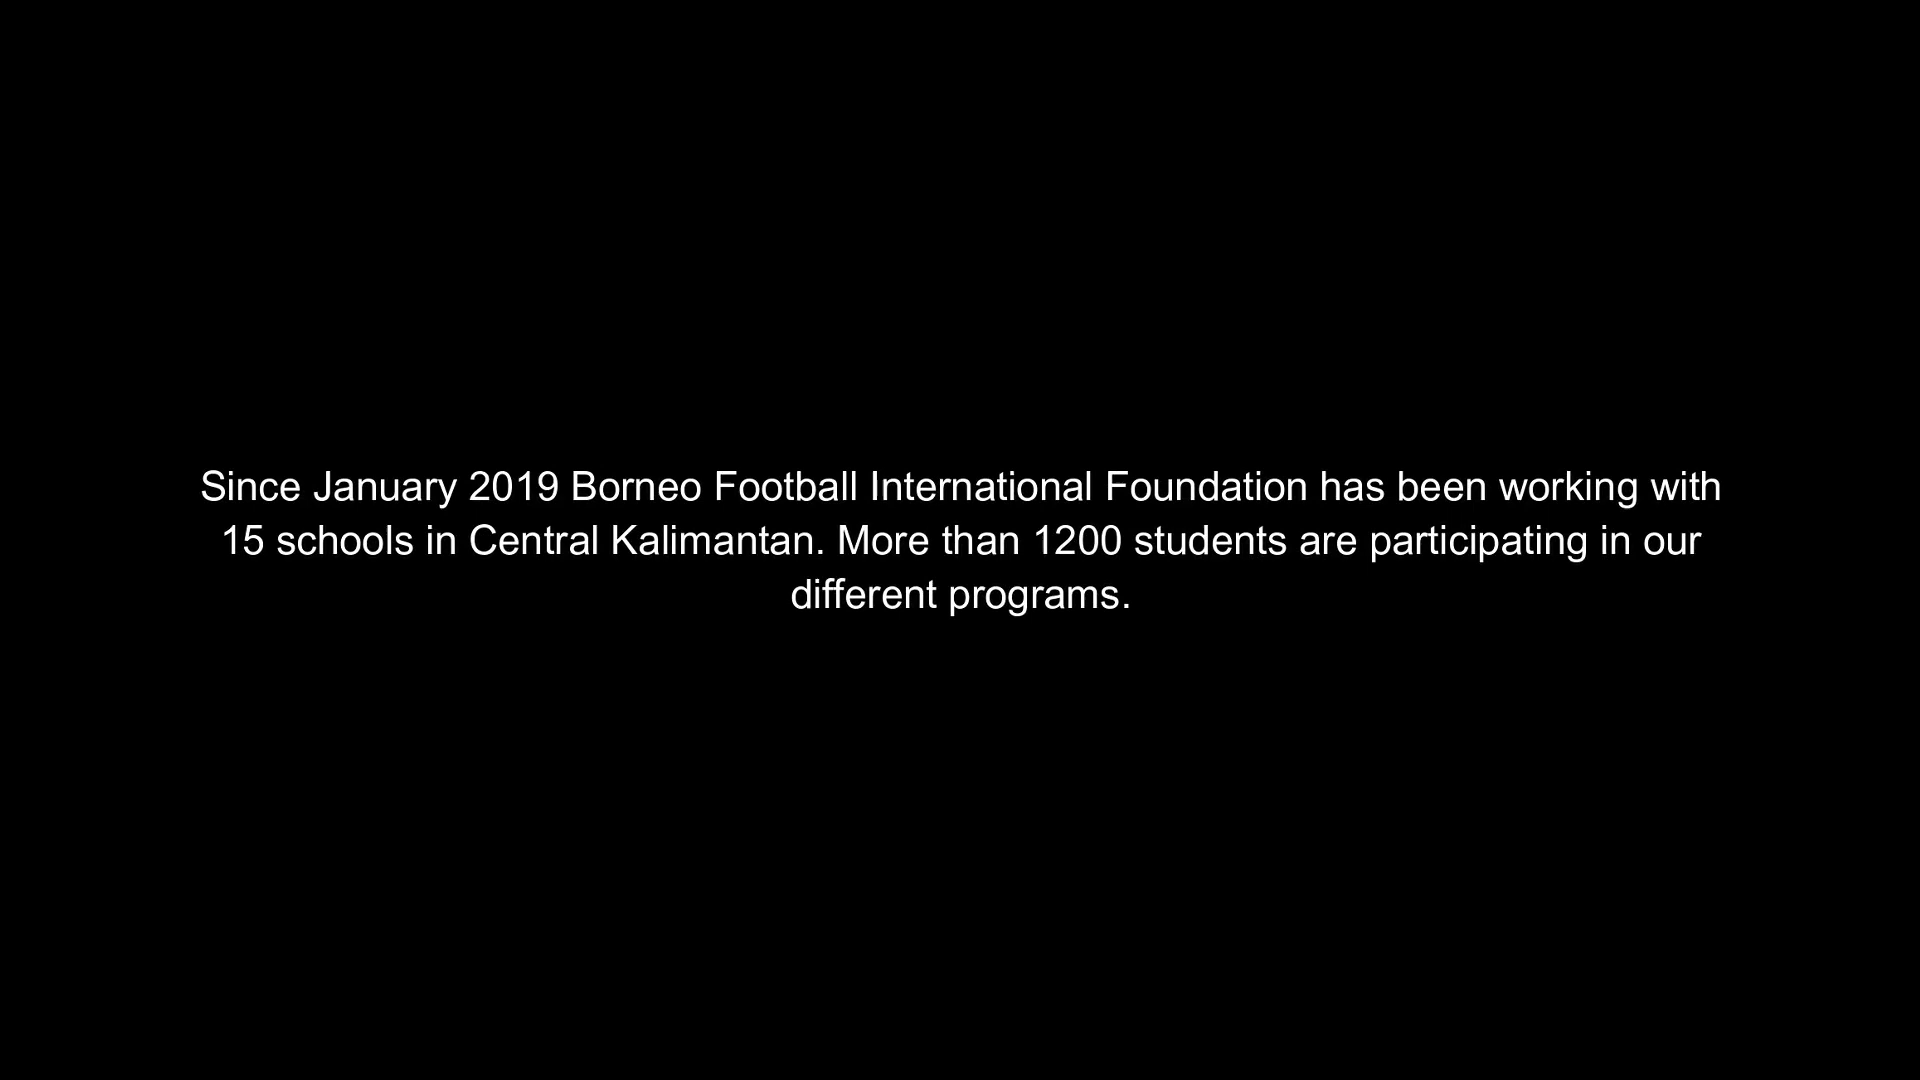 Since January 2019 Borneo Football International Foundation has been working with
15 schools in Central Kalimantan. More than 1200 students are participating in our
different programs.